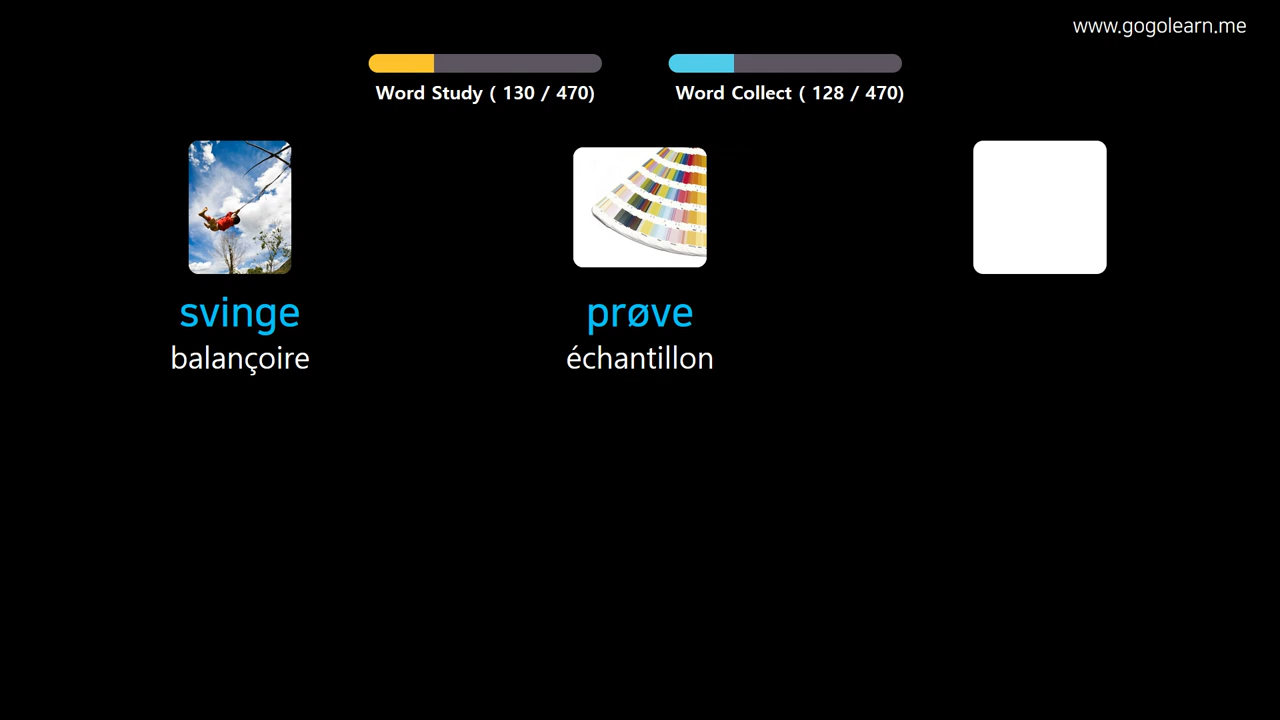 www.gogolearn.me
Word Study ( 130 / 470)
Word Collect ( 128 / 470)
svinge
balançoire
prøve
échantillon